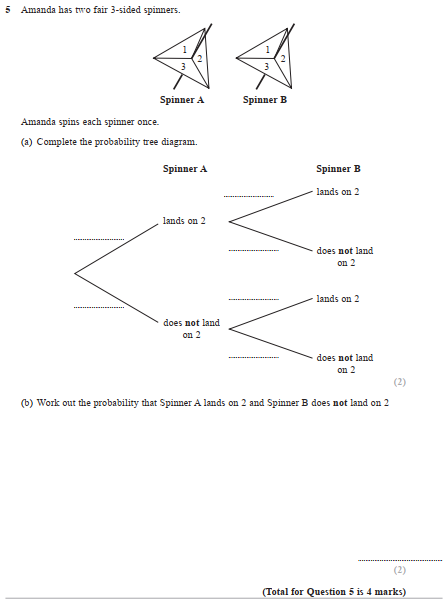 5 Amanda has two fair 3-sided spinners.
1 2 3
1 2 3
Spinner A Spinner B
Amanda spins each spinner once.
(a) Complete the probability tree diagram.
Spinner A Spinner B
lands on 2
lands on 2
does not land
on 2
lands on 2
does not land
on 2
does not land
on 2
(2)
(b) Work out the probability that Spinner A lands on 2 and Spinner B does not land on 2
(2)
(Total for Question 5 is 4 marks)